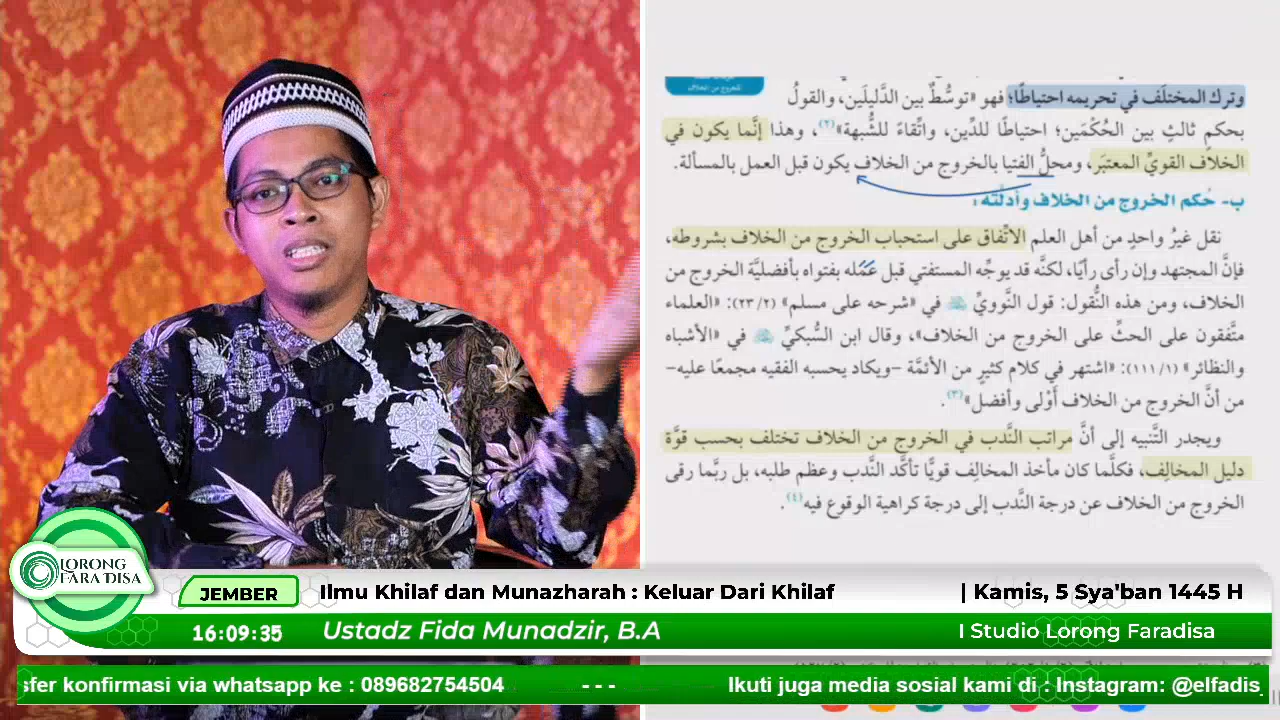 للخروج من الخلاف
وترك المختلَف في تحريمه احتياطًا؛ فهو «توسُّطٌ بين الدَّليلَين، والقولُ
بحكمٍ ثالثٍ بين الحُكْمَين؛ احتياطًا للدِّين، واتِّقاءً للشُّبهة»(٢)، وهذا إنَّما يكون في
الخلاف القويِّ المعتبَر، ومحلُّ الفتيا بالخروج من الخلاف يكون قبل العمل بالمسألة.
ب- حُكم الخروج من الخلاف وأدلَّته:
نقل غيرُ واحدٍ من أهل العلم الاتِّفاق على استحباب الخروج من الخلاف بشروطه،
فإنَّ المجتهد وإن رأى رأيًا، لكنَّه قد يوجِّه المستفتي قبل عمَله بفتواه بأفضليَّة الخروج من
الخلاف، ومن هذه النُّقول: قول النَّوويِّ في «شرحه على مسلم» (٢٣/٢): «العلماء
متَّفقون على الحثِّ على الخروج من الخلاف»، وقال ابن السُّبكيِّ في «الأشباه
والنظائر» (١١١/١): «اشتهر في كلام كثيرٍ من الأئمَّة -ويكاد يحسبه الفقيه مجمعًا عليه-
من أنَّ الخروج من الخلاف أَوْلى وأفضل»(٣).
ويجدر التَّنبيه إلى أنَّ مراتب النَّدب في الخروج من الخلاف تختلف بحسب قوَّة
دليل المخالِف، فكلَّما كان مأخذ المخالِف قويًّا تأكَّد النَّدب وعظم طلبه، بل ربَّما رقى
الخروج من الخلاف عن درجة النَّدب إلى درجة كراهية الوقوع فيه(٤).
LORONG
FARADISA
JEMBER
Ilmu Khilaf dan Munazharah : Keluar Dari Khilaf
| Kamis, 5 Sya'ban 1445 H
16:09:35
Ustadz Fida Munadzir, B.A
I Studio Lorong Faradisa
sfer konfirmasi via whatsapp ke : 089682754504 - - - Ikuti juga media sosial kami di : Instagram: @elfadis